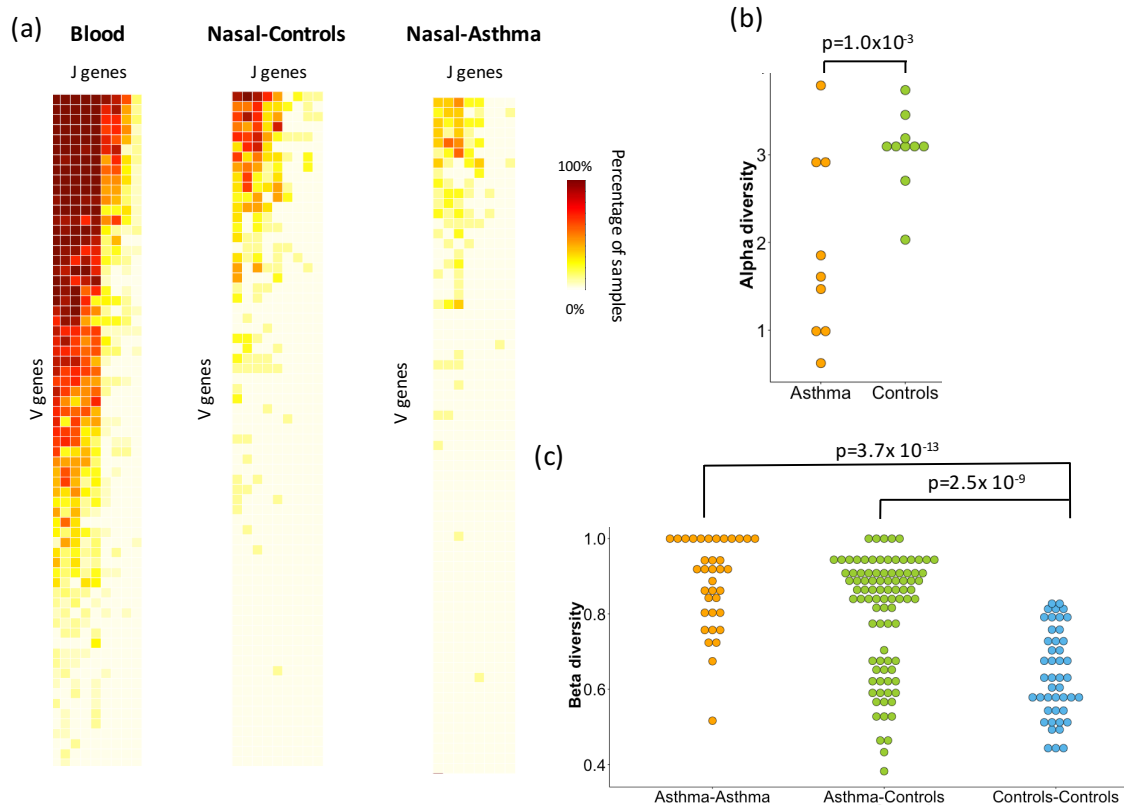 (a)
Blood
Nasal-Controls
Nasal-Asthma
J genes
J genes
J genes
V genes
V genes
V genes
100%
0%
Percentage of samples
(b)
p=1.0x10⁻³
Alpha diversity
3
2
1
Asthma
Controls
(c)
p=3.7x 10⁻¹³
p=2.5x 10⁻⁹
Beta diversity
1.0
0.8
0.6
0.4
Asthma-Asthma
Asthma-Controls
Controls-Controls